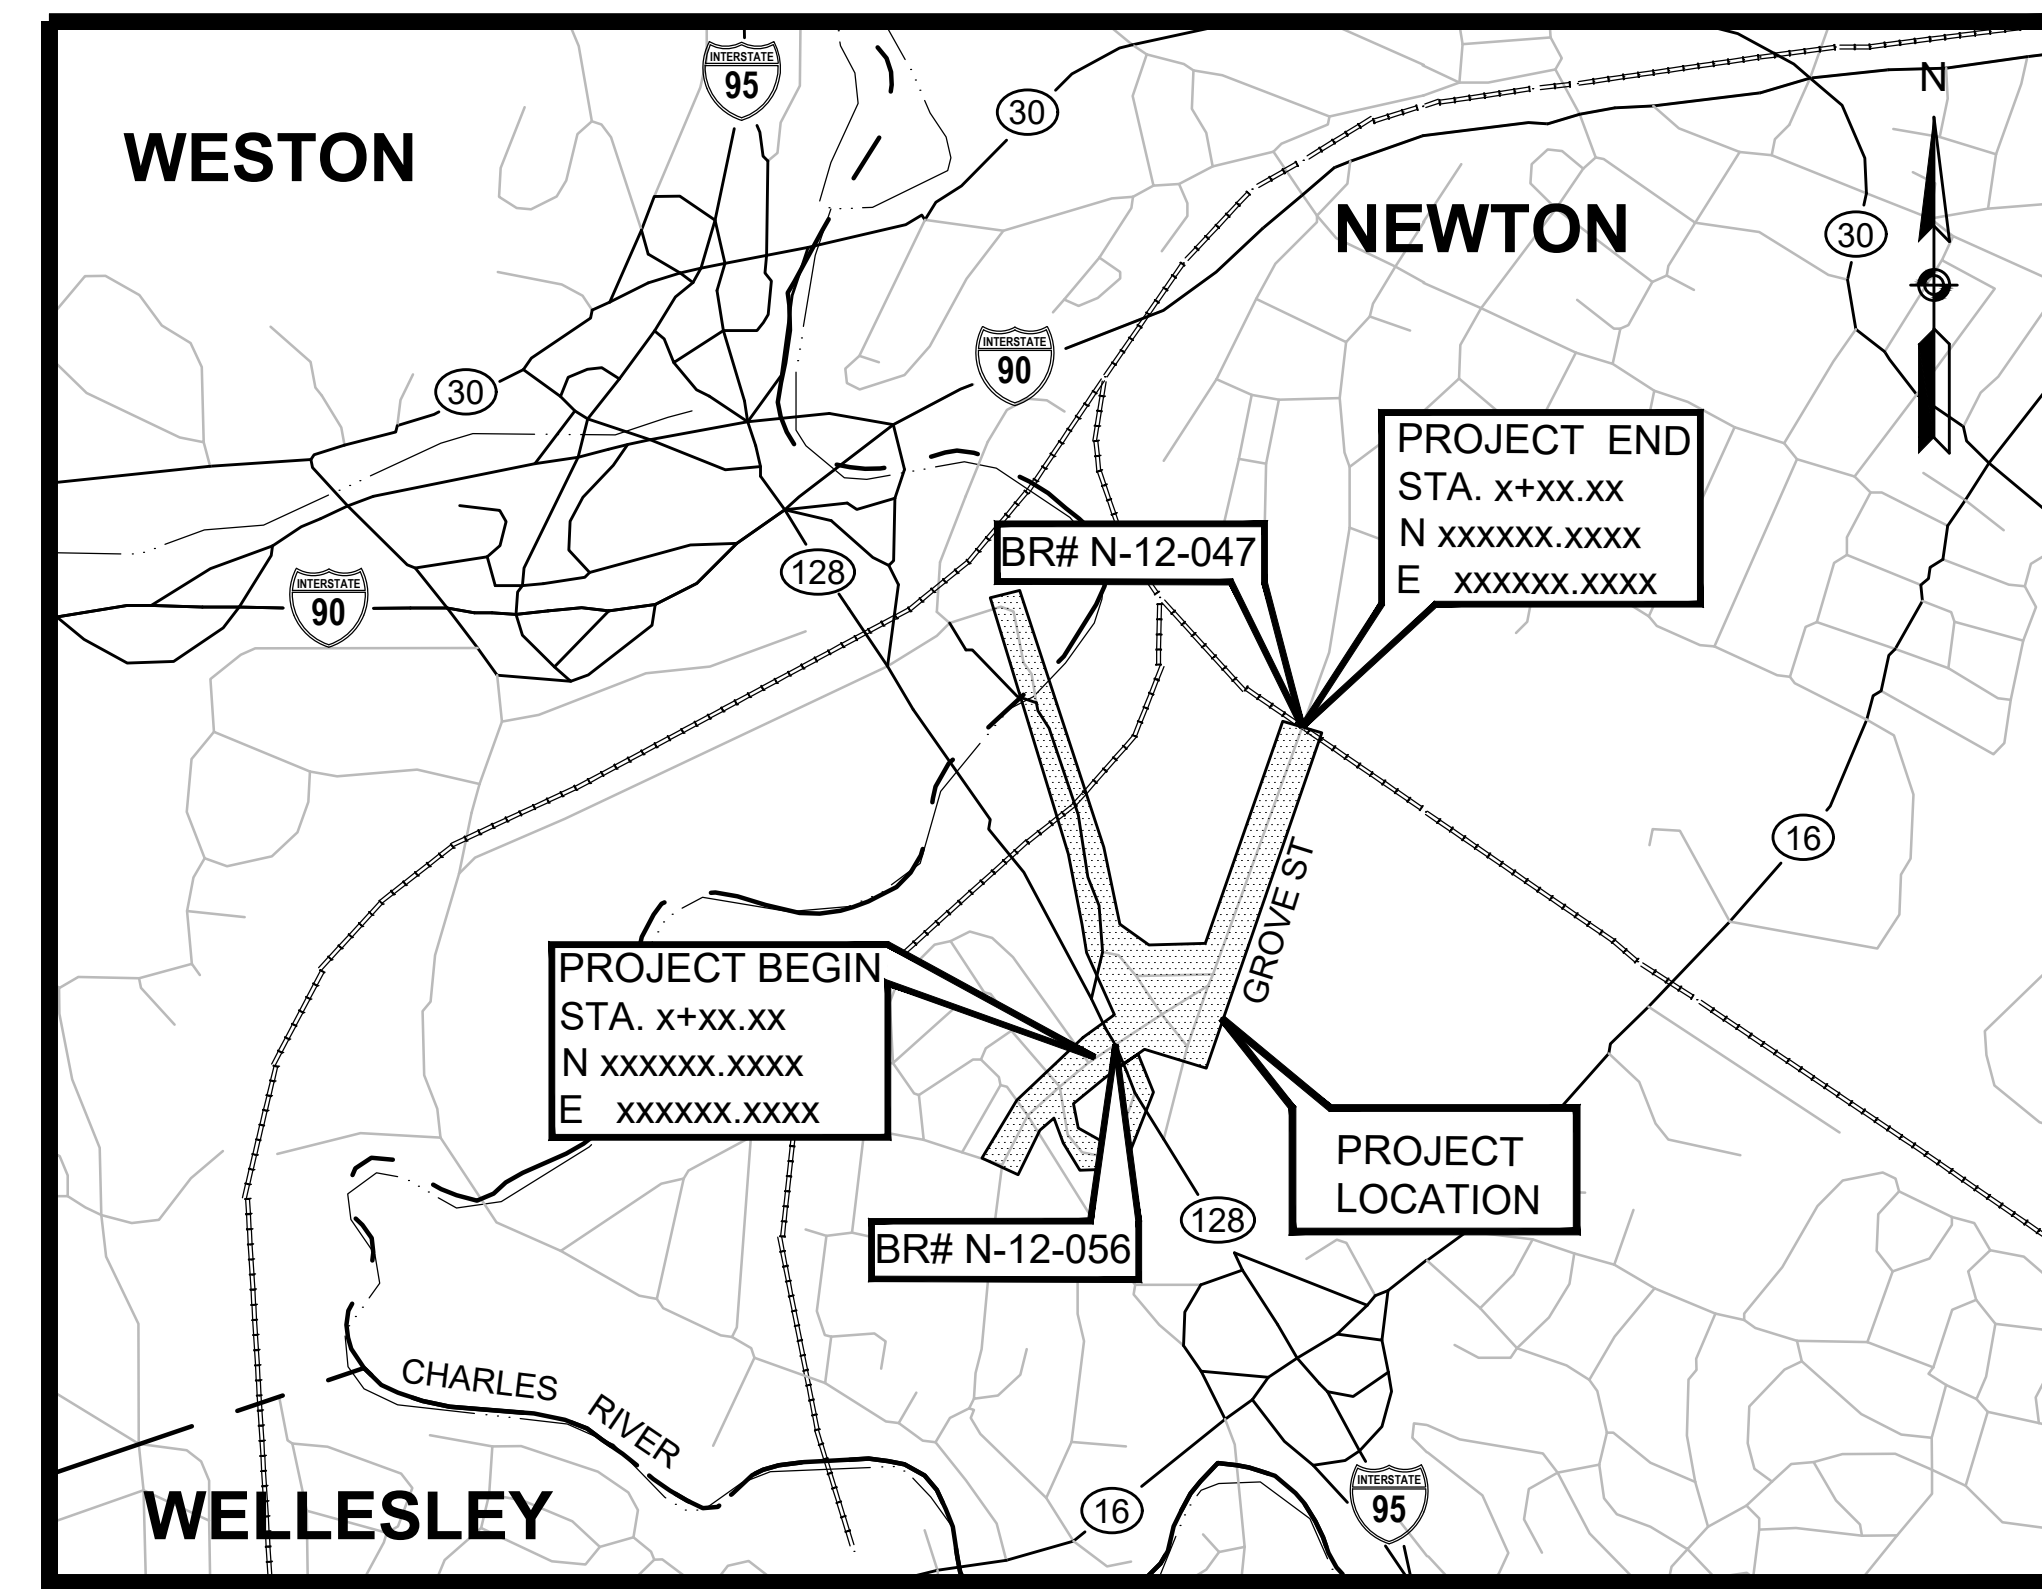 INTERSTATE
95
30
WESTON
N
NEWTON
30
INTERSTATE
90
30
PROJECT END
STA. x+xx.xx
N xxxxxx.xxxx
E xxxxxx.xxxx
BR# N-12-047
128
INTERSTATE
90
16
GROVE ST
PROJECT BEGIN
STA. x+xx.xx
N xxxxxx.xxxx
E xxxxxx.xxxx
PROJECT
LOCATION
128
BR# N-12-056
CHARLES RIVER
INTERSTATE
95
16
WELLESLEY